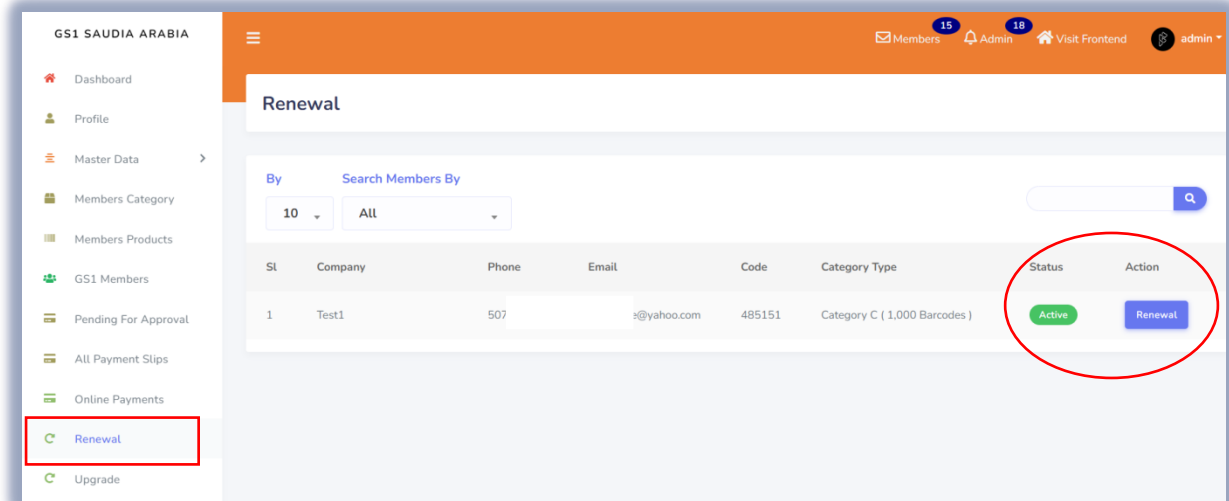 GS1 SAUDIA ARABIA
15
18
Members
Admin
Visit Frontend
admin
Dashboard
Profile
Master Data
Members Category
Members Products
GS1 Members
Pending For Approval
All Payment Slips
Online Payments
Renewal
Upgrade
Renewal
By Search Members By
10 All
Sl Company Phone Email Code Category Type Status Action
1 Test1 507 e@yahoo.com 485151 Category C ( 1,000 Barcodes ) Active Renewal